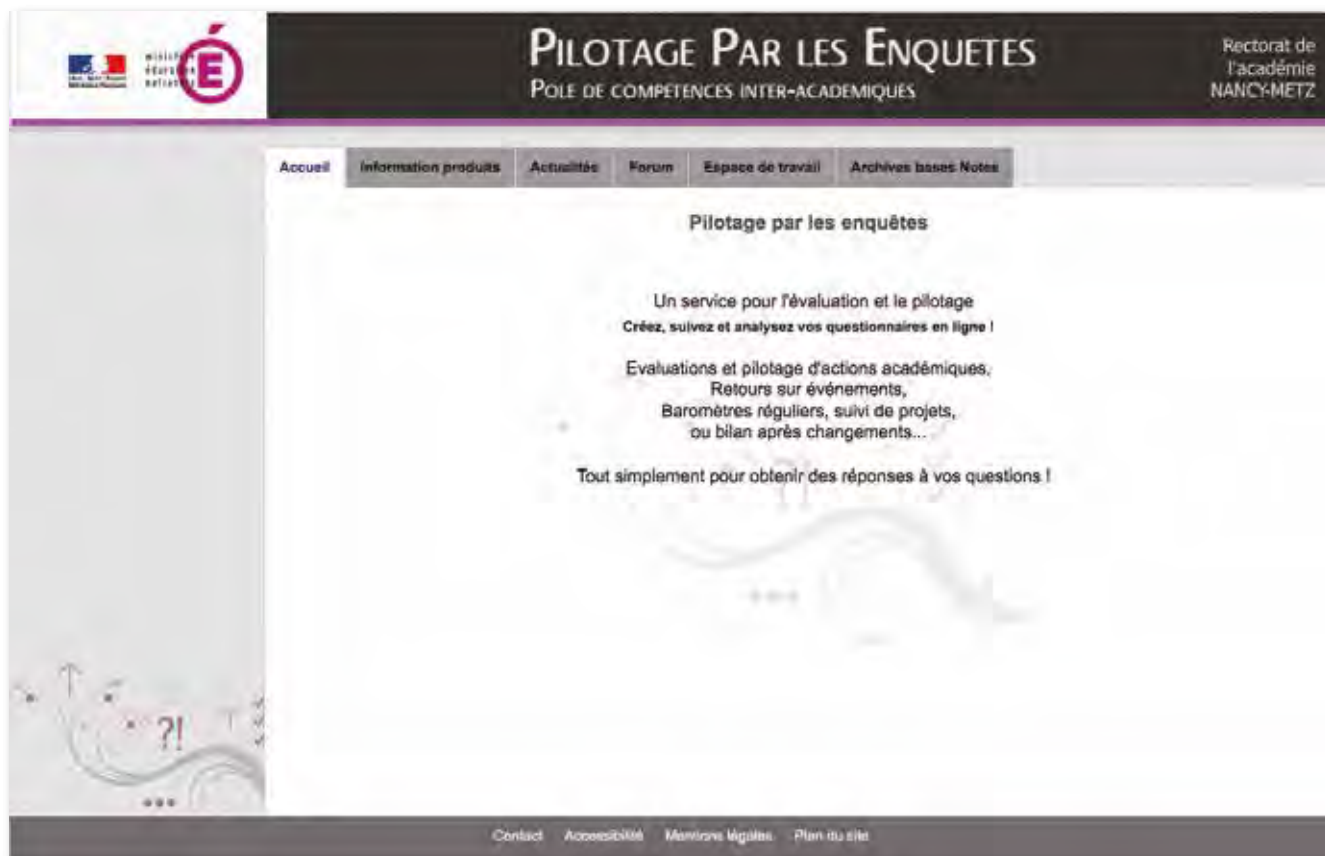 ministère
éducation
nationale
É
PILOTAGE PAR LES ENQUETES
POLE DE COMPETENCES INTER-ACADEMIQUES
Rectorat de
l'académie
NANCY-METZ
Accueil Information produits Actualités Forum Espace de travail Archives bases Notes
Pilotage par les enquêtes
Un service pour l'évaluation et le pilotage
Créez, suivez et analysez vos questionnaires en ligne !
Evaluations et pilotage d'actions académiques,
Retours sur événements,
Baromètres réguliers, suivi de projets,
ou bilan après changements...
Tout simplement pour obtenir des réponses à vos questions !
?!
Contact Accessibilité Mentions légales Plan du site